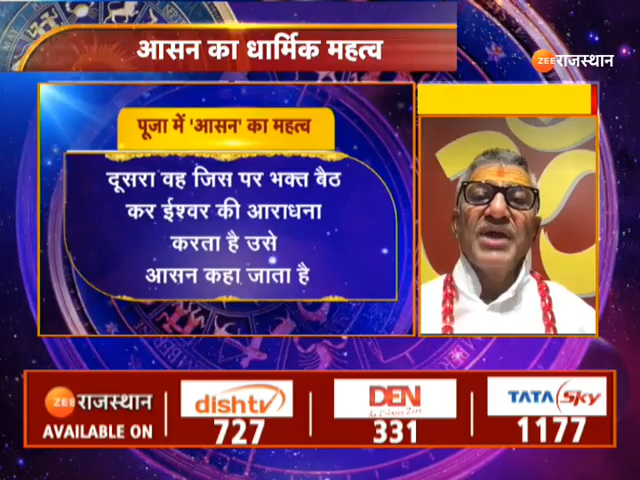 आसन का धार्मिक महत्व
ZEE राजस्थान
पूजा में 'आसन' का महत्व
दूसरा वह जिस पर भक्त बैठ
कर ईश्वर की आराधना
करता है उसे
आसन कहा जाता है
ZEE राजस्थान
AVAILABLE ON
dishtv
727
DEN
331
TATA Sky
1177